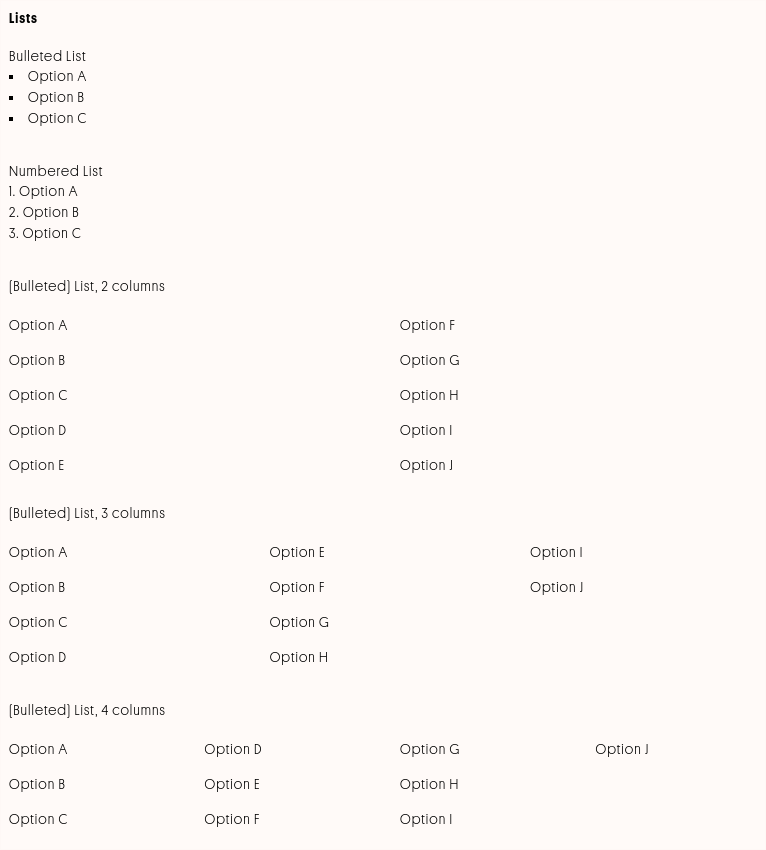 Lists
Bulleted List
▪ Option A
▪ Option B
▪ Option C
Numbered List
1. Option A
2. Option B
3. Option C
(Bulleted) List, 2 columns
Option A Option F
Option B Option G
Option C Option H
Option D Option I
Option E Option J
(Bulleted) List, 3 columns
Option A Option E Option I
Option B Option F Option J
Option C Option G
Option D Option H
(Bulleted) List, 4 columns
Option A Option D Option G Option J
Option B Option E Option H
Option C Option F Option I